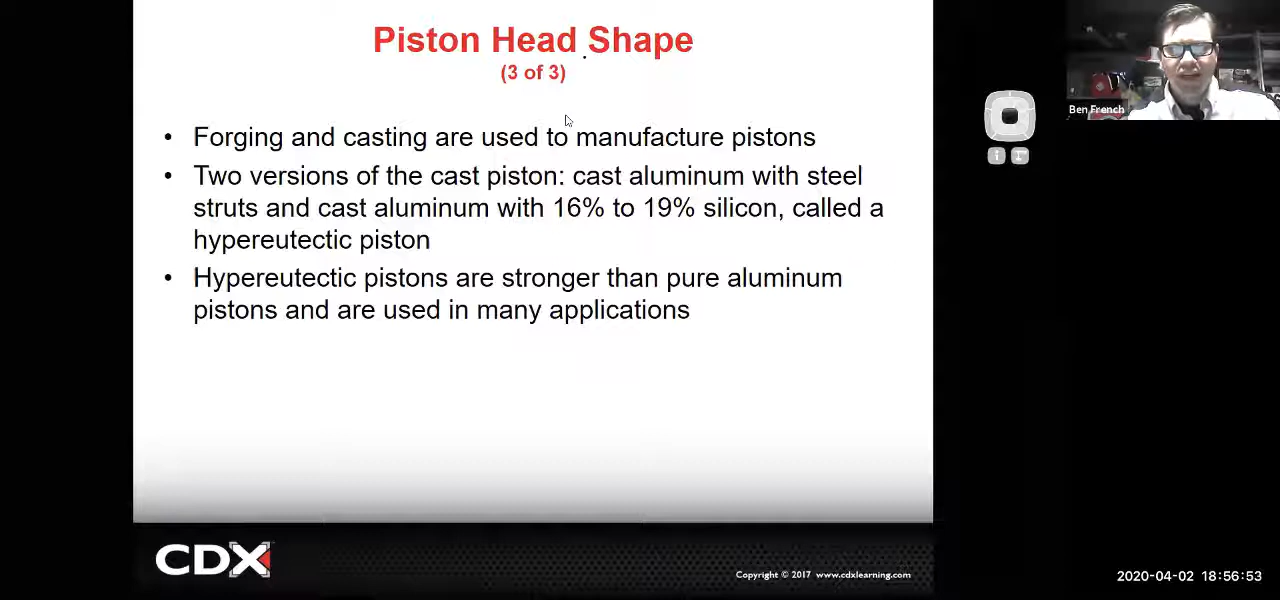 Piston Head Shape
(3 of 3)
• Forging and casting are used to manufacture pistons
• Two versions of the cast piston: cast aluminum with steel
struts and cast aluminum with 16% to 19% silicon, called a
hypereutectic piston
• Hypereutectic pistons are stronger than pure aluminum
pistons and are used in many applications
Ben French
CDX
Copyright © 2017 www.cdxlearning.com
2020-04-02 18:56:53